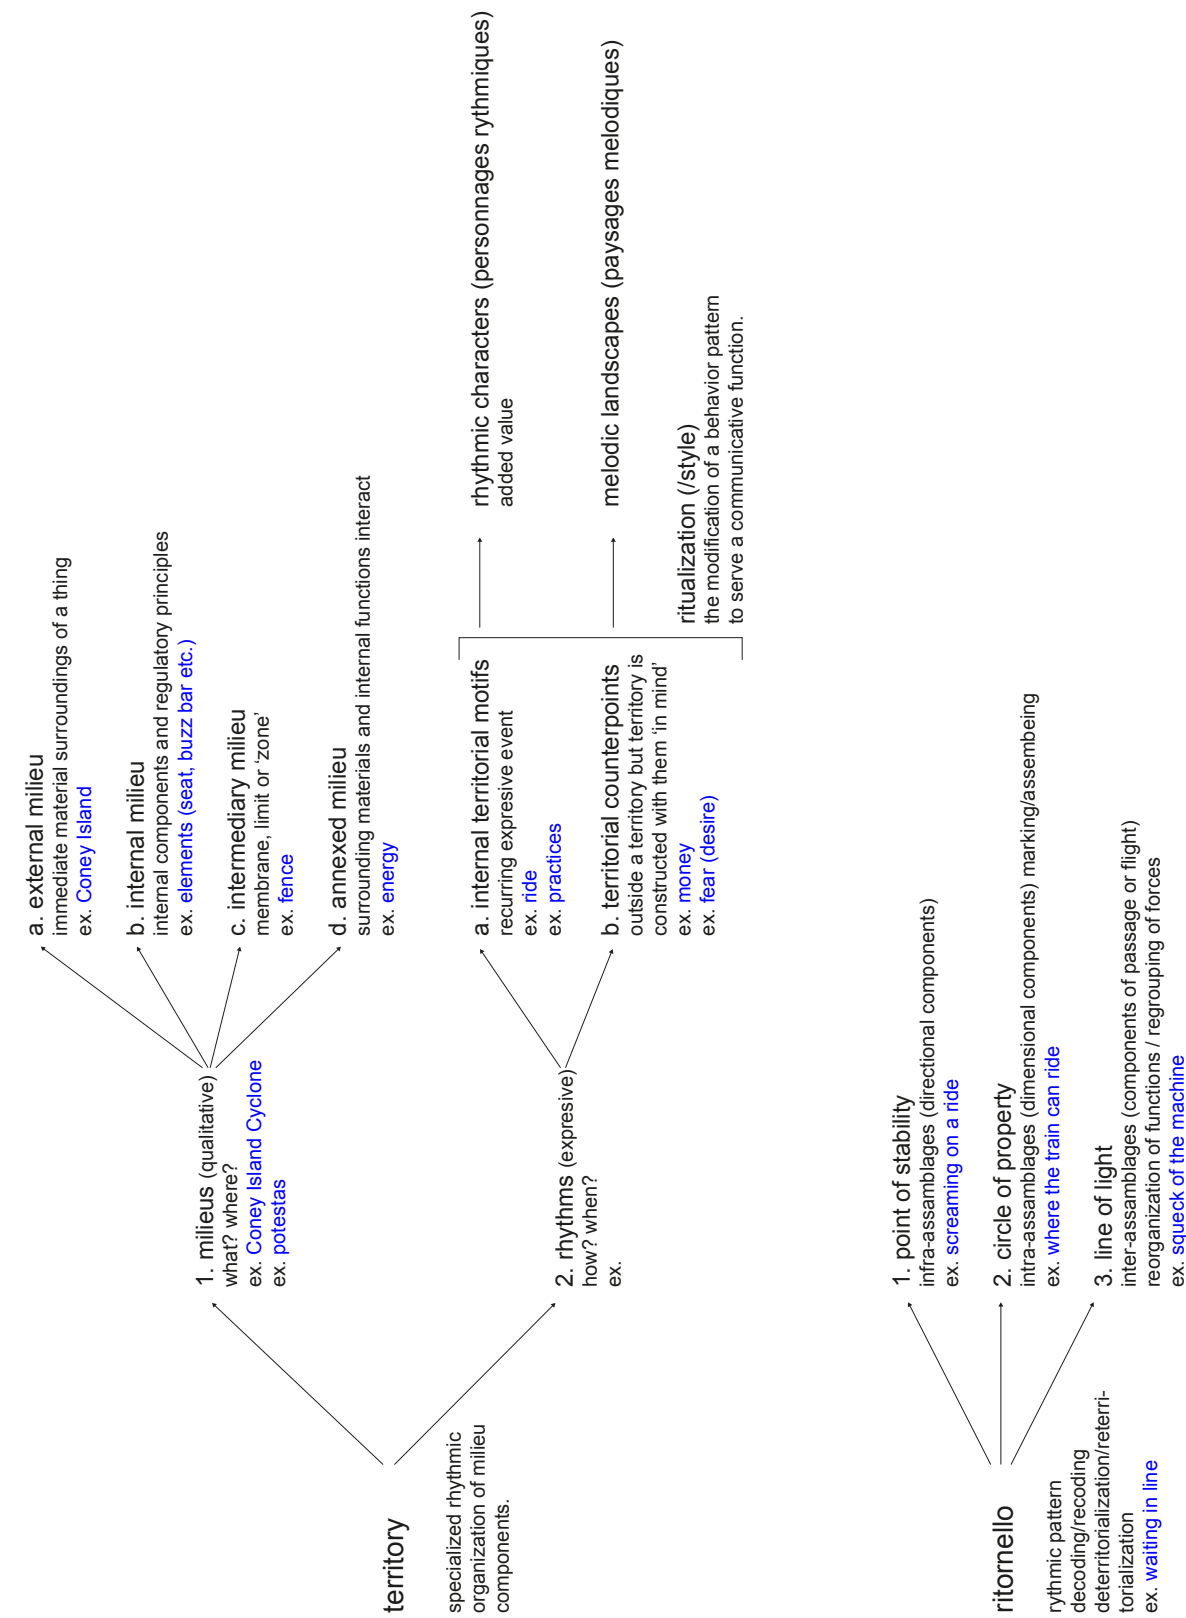 territory
specialized rhythmic
organization of milieu
components.
1. milieus (qualitative)
what? where?
ex. Coney Island Cyclone
ex. potestas
a. external milieu
immediate material surroundings of a thing
ex. Coney Island
b. internal milieu
internal components and regulatory principles
ex. elements (seat, buzz bar etc.)
c. intermediary milieu
membrane, limit or ‘zone’
ex. fence
d. annexed milieu
surrounding materials and internal functions interact
ex. energy
2. rhythms (expresive)
how? when?
ex.
a. internal territorial motifs
recurring expresive event
ex. ride
ex. practices
b. territorial counterpoints
outside a territory but territory is
constructed with them ‘in mind’
ex. money
ex. fear (desire)
rhythmic characters (personnages rythmiques)
added value
melodic landscapes (paysages melodiques)
ritualization (/style)
the modification of a behavior pattern
to serve a communicative function.
ritornello
rythmic pattern
decoding/recoding
deterritorialization/reterri-
torialization
ex. waiting in line
1. point of stability
infra-assamblages (directional components)
ex. screaming on a ride
2. circle of property
intra-assamblages (dimensional components) marking/assembeing
ex. where the train can ride
3. line of light
inter-assamblages (components of passage or flight)
reorganization of functions / regrouping of forces
ex. squeck of the machine